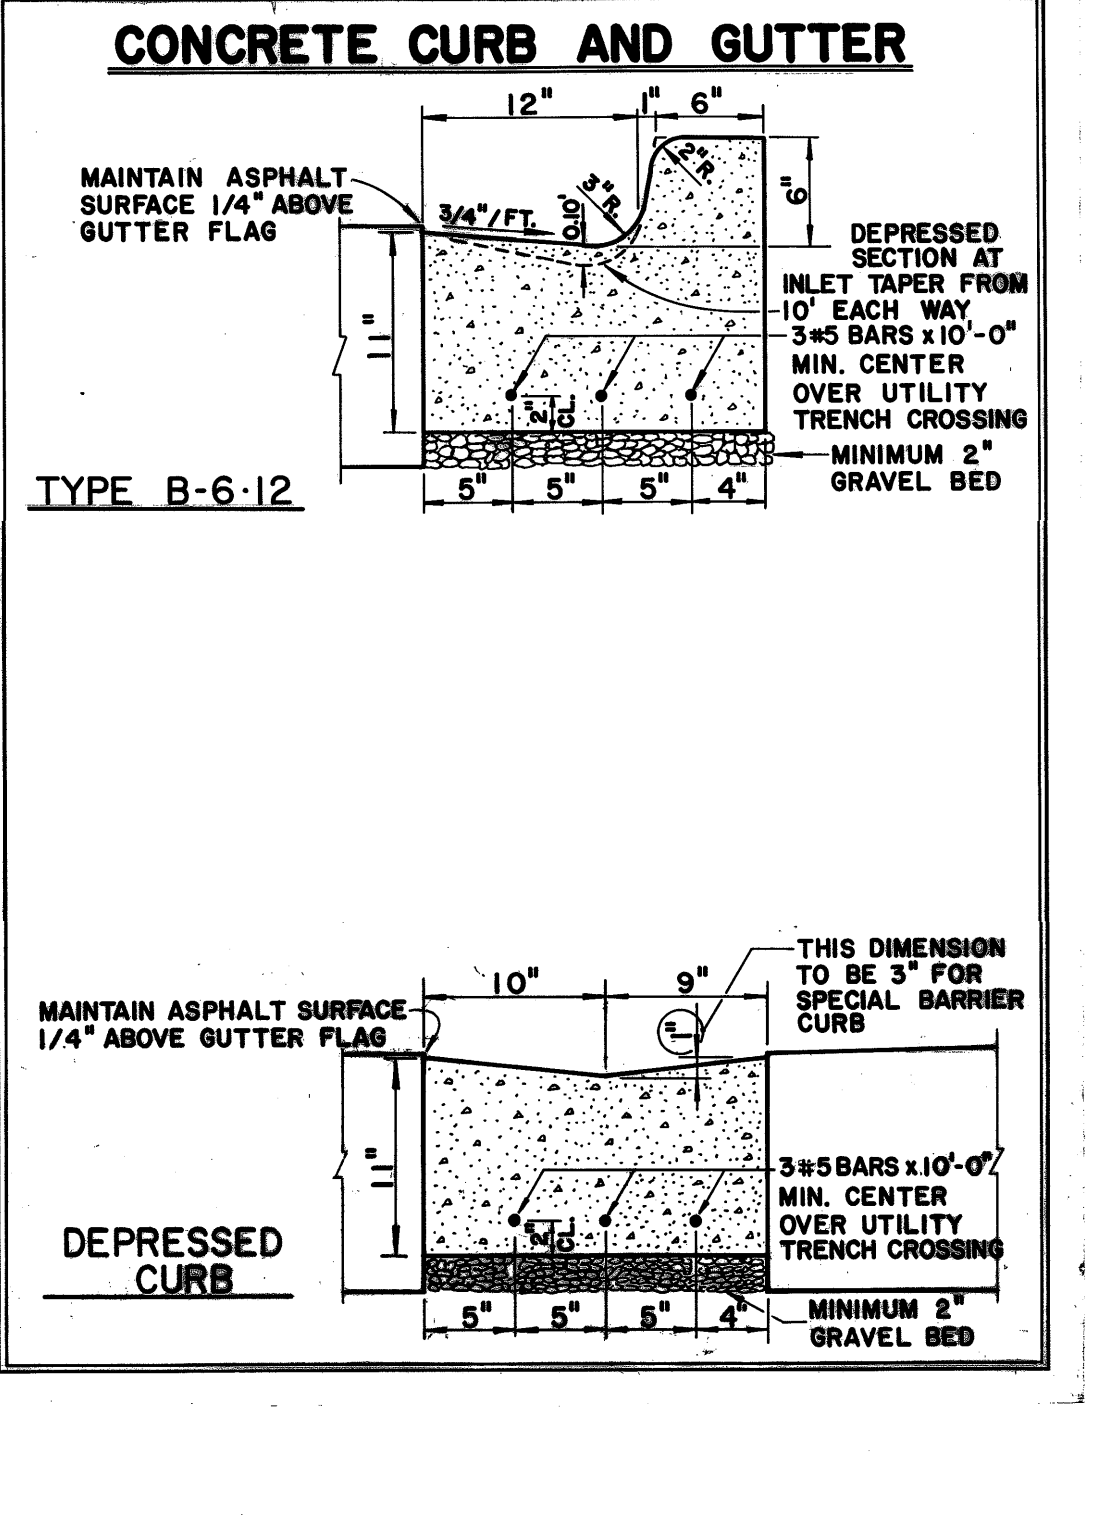 CONCRETE CURB AND GUTTER
12" 1" 6"
MAINTAIN ASPHALT
SURFACE 1/4" ABOVE
GUTTER FLAG
3/4"/FT.
0.10'
3"R.
2"R.
6"
11"
DEPRESSED
SECTION AT
INLET TAPER FROM
10' EACH WAY
3#5 BARS x 10'-0"
MIN. CENTER
OVER UTILITY
TRENCH CROSSING
2" CL.
MINIMUM 2"
GRAVEL BED
5" 5" 5" 4"
TYPE B-6·12
THIS DIMENSION
TO BE 3" FOR
SPECIAL BARRIER
CURB
10" 9"
MAINTAIN ASPHALT SURFACE
1/4" ABOVE GUTTER FLAG
1"
11"
3#5 BARS x 10'-0"
MIN. CENTER
OVER UTILITY
TRENCH CROSSING
2" CL.
DEPRESSED
CURB
MINIMUM 2"
GRAVEL BED
5" 5" 5" 4"